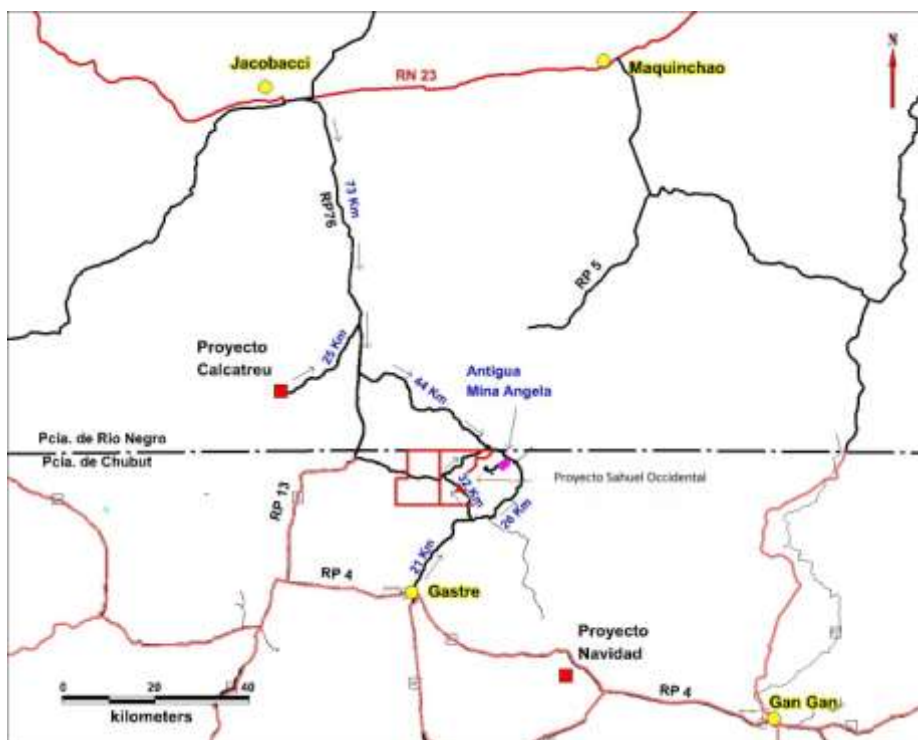 N
Jacobacci
Maquinchao
RN 23
73 Km
RP76
RP 5
Proyecto
Calcatreu
25 Km
44 Km
Antigua
Mina Angela
Pcia. de Rio Negro
Pcia. de Chubut
Proyecto Sahuel Occidental
32 Km
26 Km
RP 13
21 Km
RP 4
Gastre
Proyecto
Navidad
RP 4
Gan Gan
0 20 40
kilometers